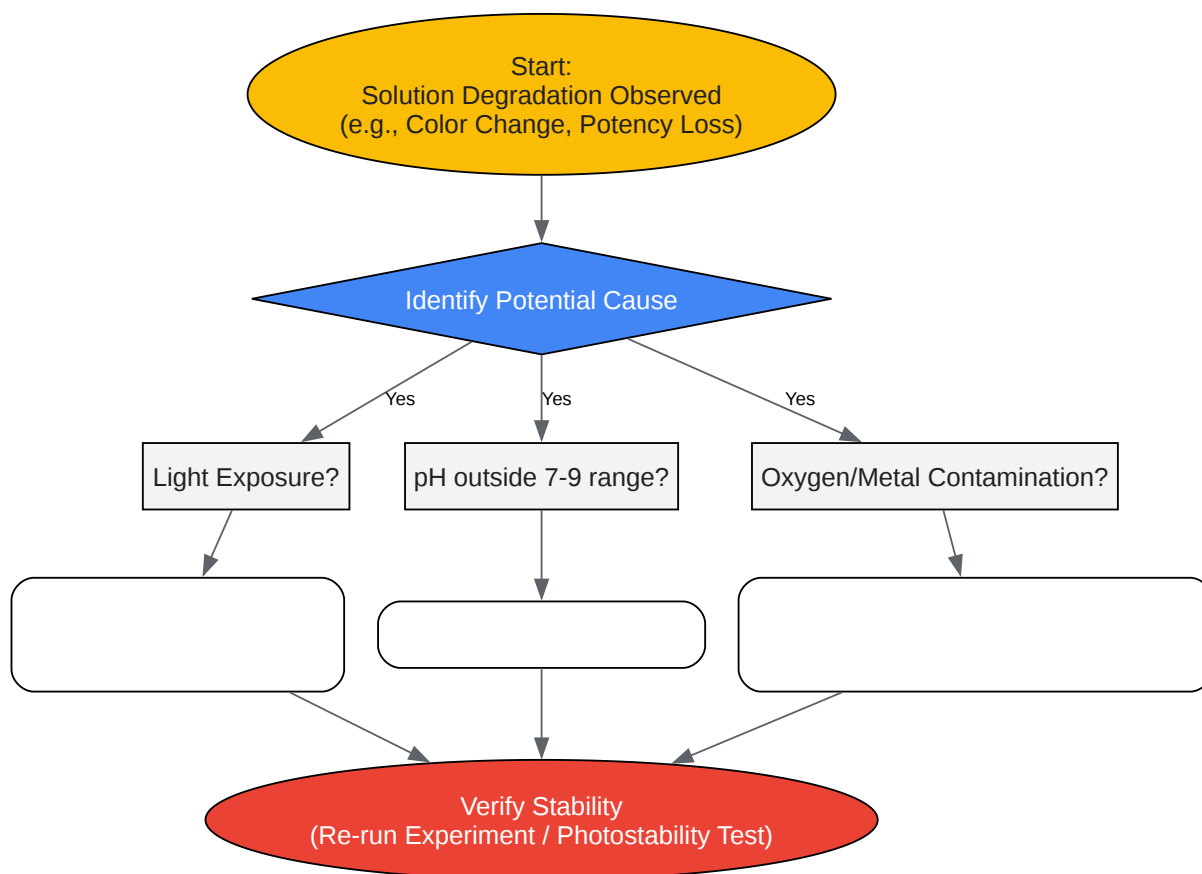 Start:
Solution Degradation Observed
(e.g., Color Change, Potency Loss)
Identify Potential Cause
Yes
Yes
Yes
Light Exposure?
pH outside 7-9 range?
Oxygen/Metal Contamination?
Verify Stability
(Re-run Experiment / Photostability Test)